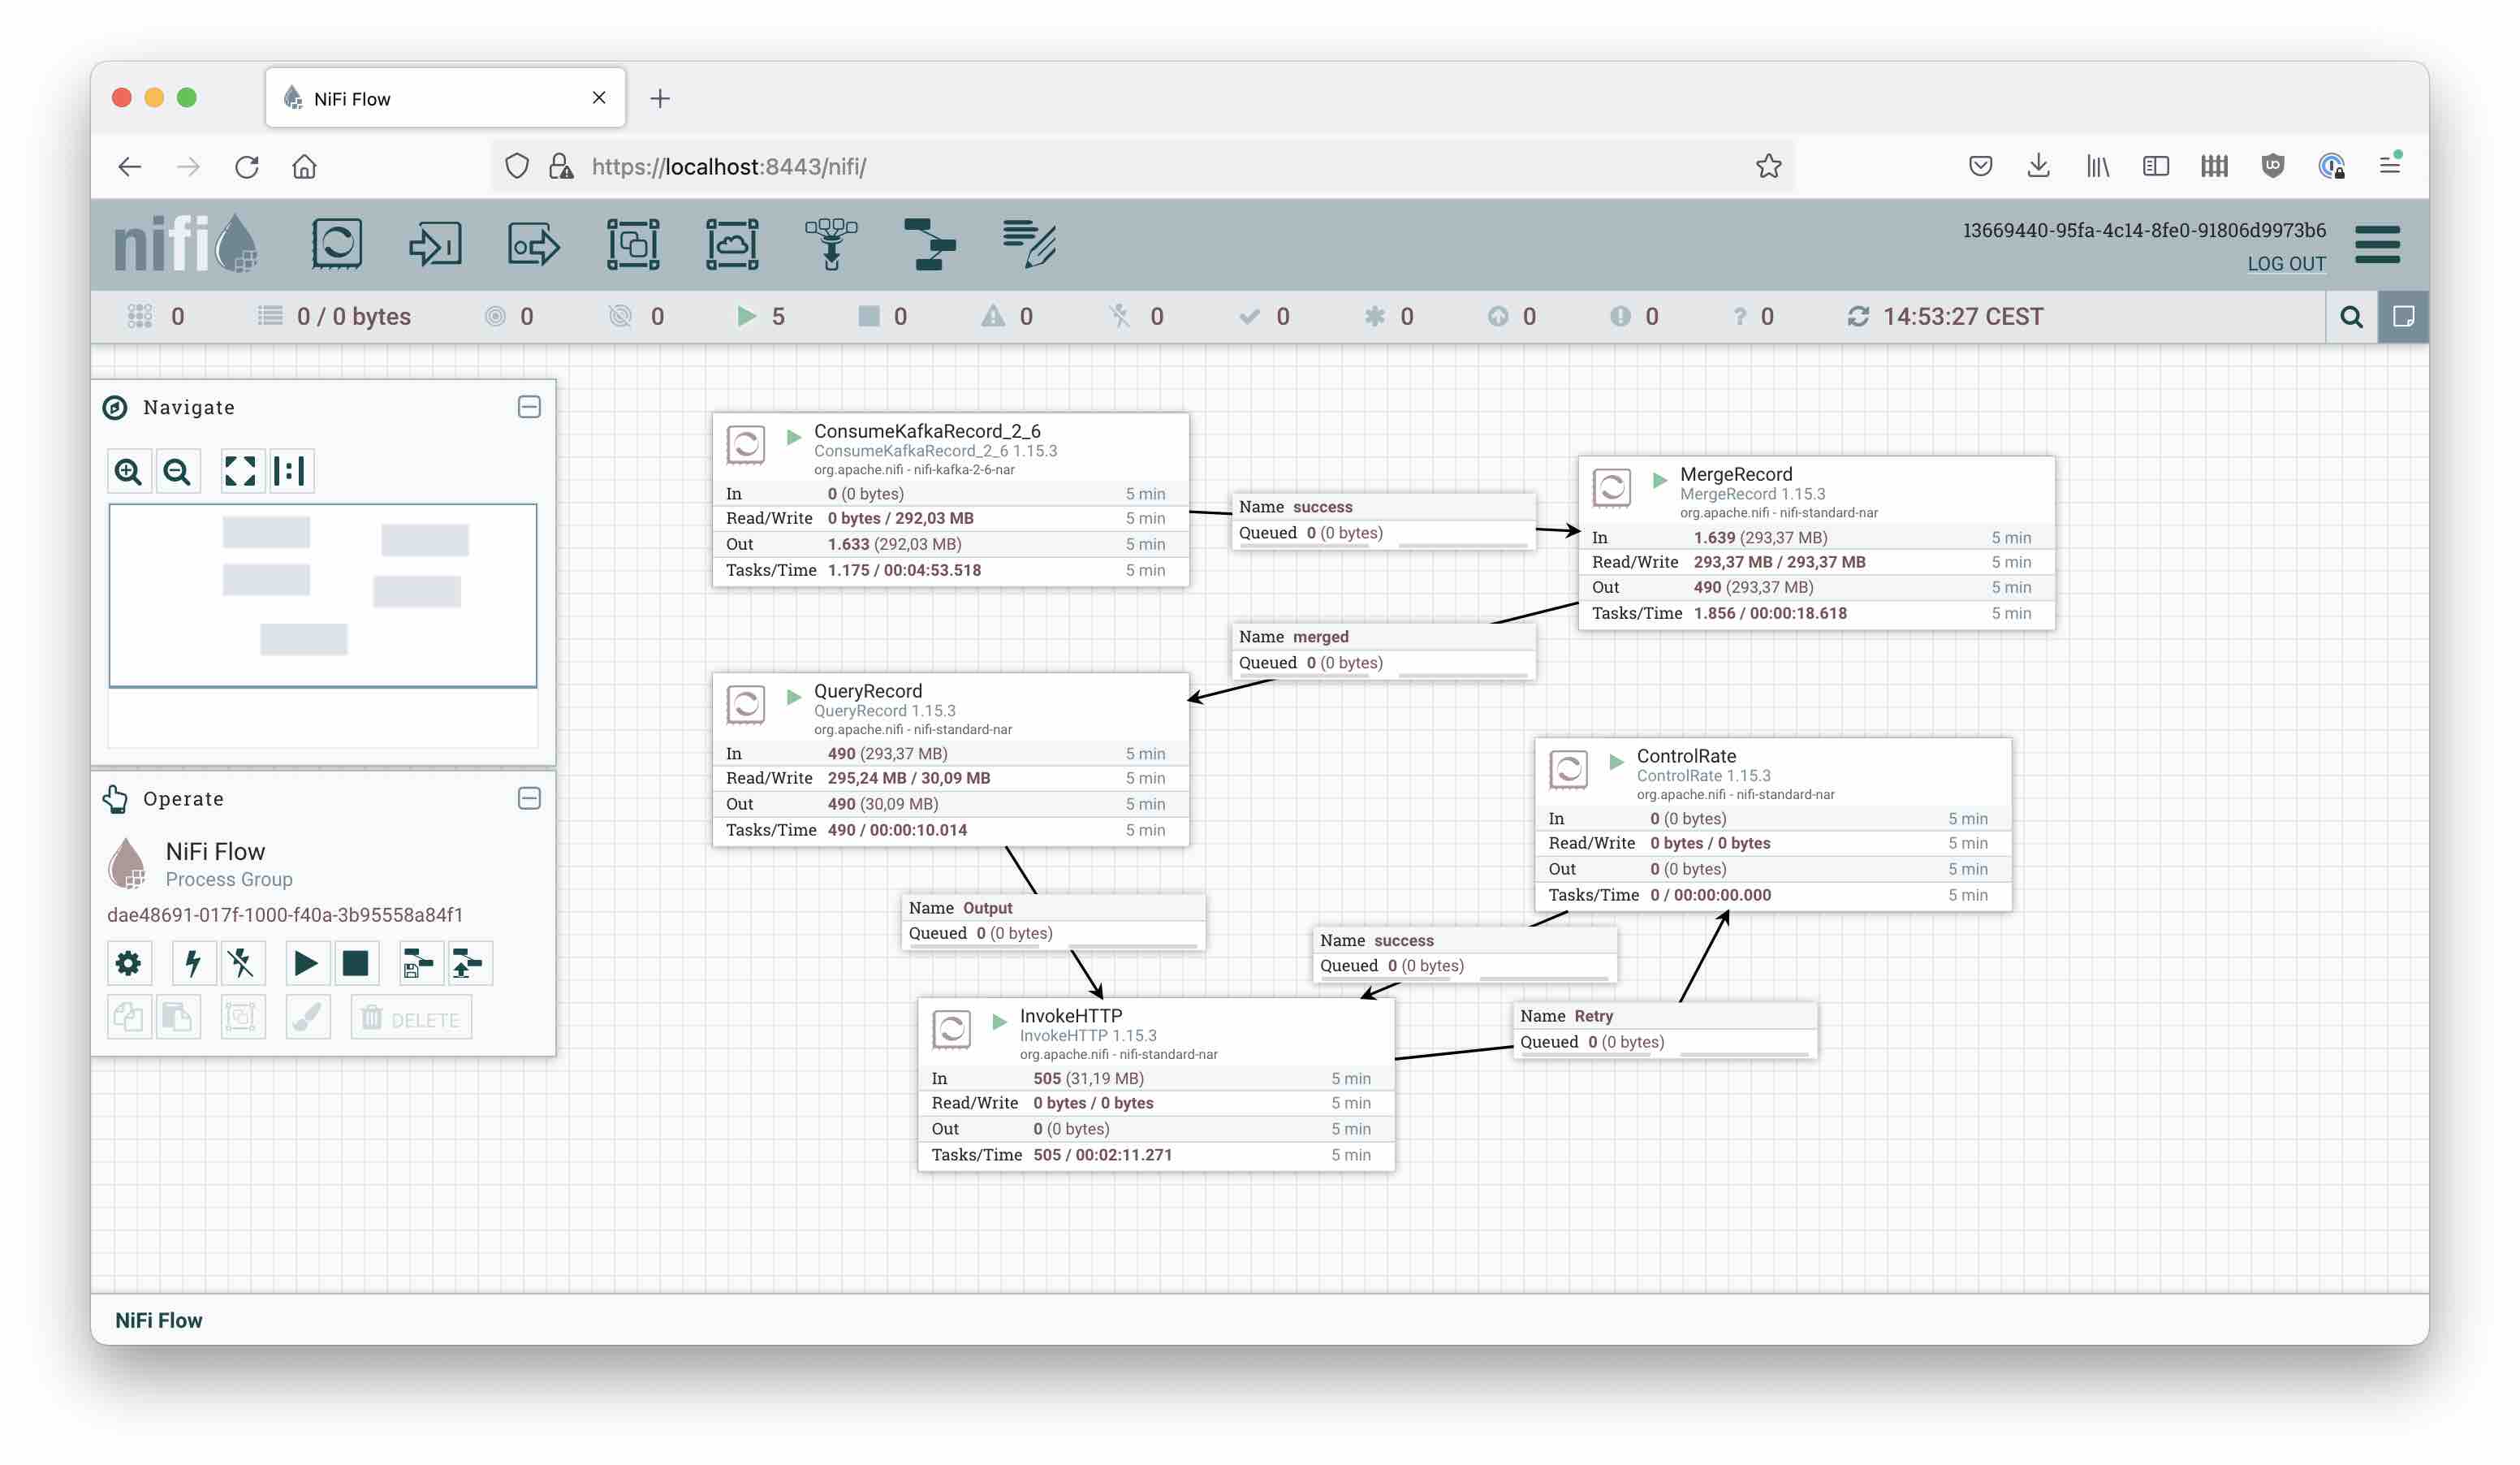 NiFi Flow
https://localhost:8443/nifi/
nifi
13669440-95fa-4c14-8fe0-91806d9973b6
LOG OUT
0 0 / 0 bytes 0 0 5 0 0 0 0 0 0 0 ? 0 14:53:27 CEST
Navigate
Operate
NiFi Flow
Process Group
dae48691-017f-1000-f40a-3b95558a84f1
DELETE
ConsumeKafkaRecord_2_6
ConsumeKafkaRecord_2_6 1.15.3
org.apache.nifi - nifi-kafka-2-6-nar
In 0 (0 bytes) 5 min
Read/Write 0 bytes / 292,03 MB 5 min
Out 1.633 (292,03 MB) 5 min
Tasks/Time 1.175 / 00:04:53.518 5 min
Name success
Queued 0 (0 bytes)
MergeRecord
MergeRecord 1.15.3
org.apache.nifi - nifi-standard-nar
In 1.639 (293,37 MB) 5 min
Read/Write 293,37 MB / 293,37 MB 5 min
Out 490 (293,37 MB) 5 min
Tasks/Time 1.856 / 00:00:18.618 5 min
Name merged
Queued 0 (0 bytes)
QueryRecord
QueryRecord 1.15.3
org.apache.nifi - nifi-standard-nar
In 490 (293,37 MB) 5 min
Read/Write 295,24 MB / 30,09 MB 5 min
Out 490 (30,09 MB) 5 min
Tasks/Time 490 / 00:00:10.014 5 min
ControlRate
ControlRate 1.15.3
org.apache.nifi - nifi-standard-nar
In 0 (0 bytes) 5 min
Read/Write 0 bytes / 0 bytes 5 min
Out 0 (0 bytes) 5 min
Tasks/Time 0 / 00:00:00.000 5 min
Name Output
Queued 0 (0 bytes)
Name success
Queued 0 (0 bytes)
Name Retry
Queued 0 (0 bytes)
InvokeHTTP
InvokeHTTP 1.15.3
org.apache.nifi - nifi-standard-nar
In 505 (31,19 MB) 5 min
Read/Write 0 bytes / 0 bytes 5 min
Out 0 (0 bytes) 5 min
Tasks/Time 505 / 00:02:11.271 5 min
NiFi Flow